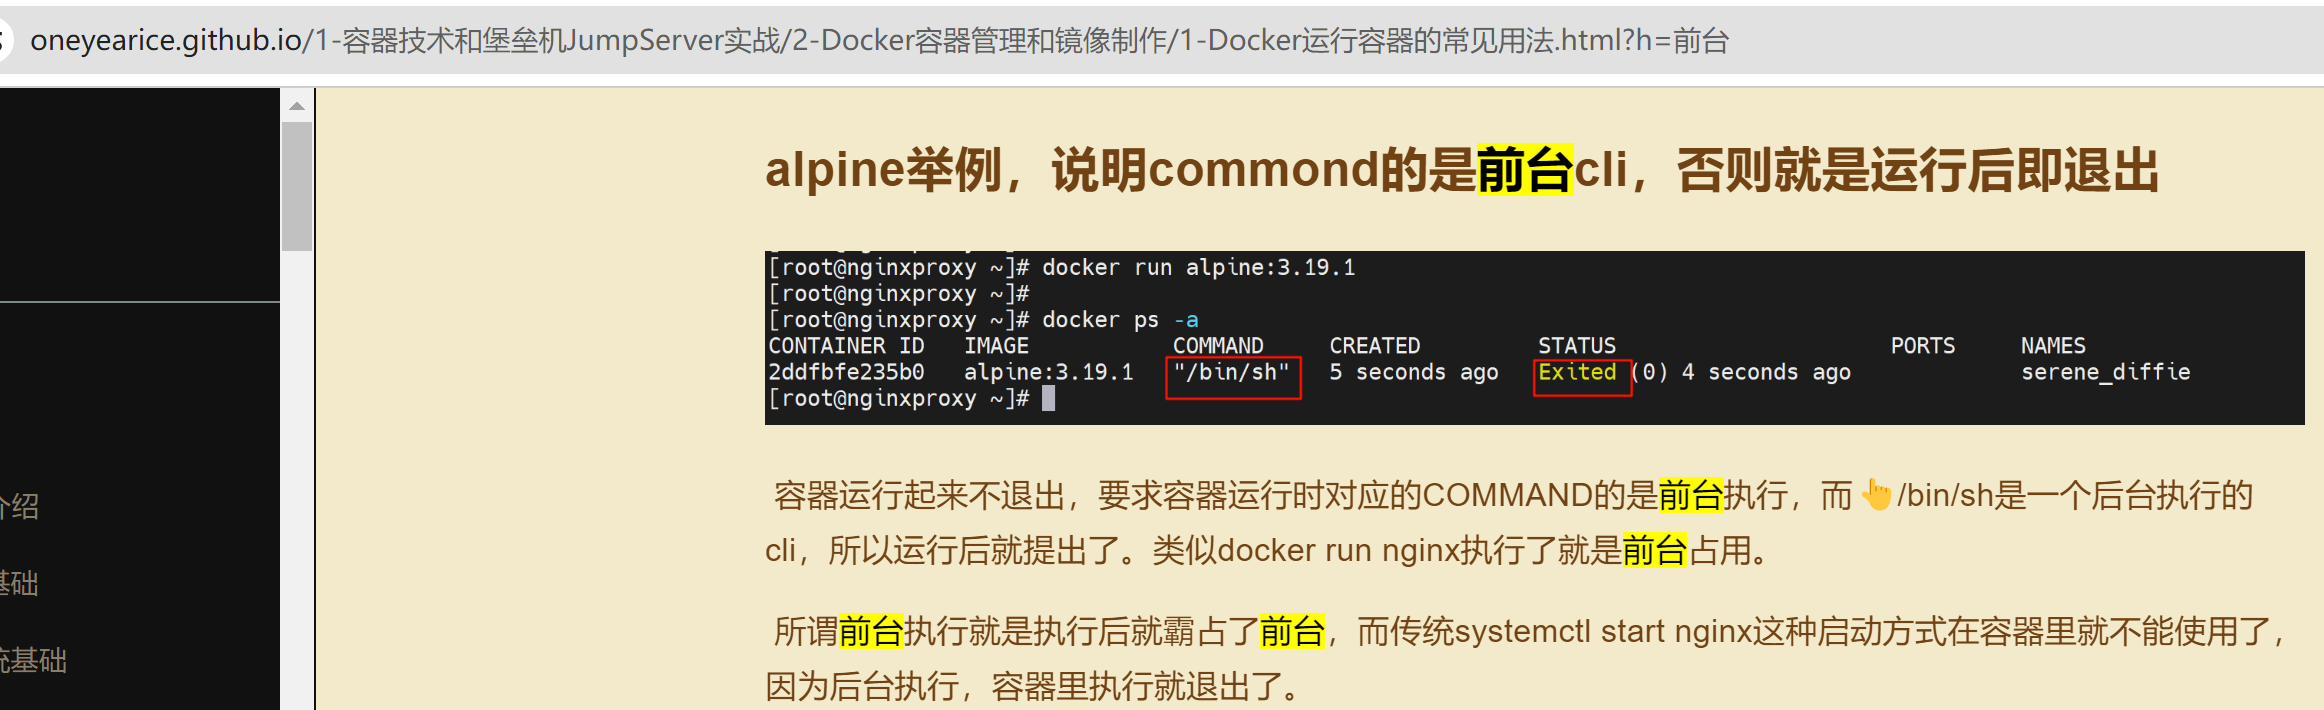 oneyearice.github.io/1-容器技术和堡垒机JumpServer实战/2-Docker容器管理和镜像制作/1-Docker运行容器的常见用法.html?h=前台
alpine举例，说明commond的是前台cli，否则就是运行后即退出
[root@nginxproxy ~]# docker run alpine:3.19.1
[root@nginxproxy ~]#
[root@nginxproxy ~]# docker ps -a
CONTAINER ID IMAGE COMMAND CREATED STATUS PORTS NAMES
2ddfbfe235b0 alpine:3.19.1 "/bin/sh" 5 seconds ago Exited (0) 4 seconds ago serene_diffie
[root@nginxproxy ~]#
容器运行起来不退出，要求容器运行时对应的COMMAND的是前台执行，而👆/bin/sh是一个后台执行的
cli，所以运行后就提出了。类似docker run nginx执行了就是前台占用。
所谓前台执行就是执行后就霸占了前台，而传统systemctl start nginx这种启动方式在容器里就不能使用了，
因为后台执行，容器里执行就退出了。
介绍
基础
统基础